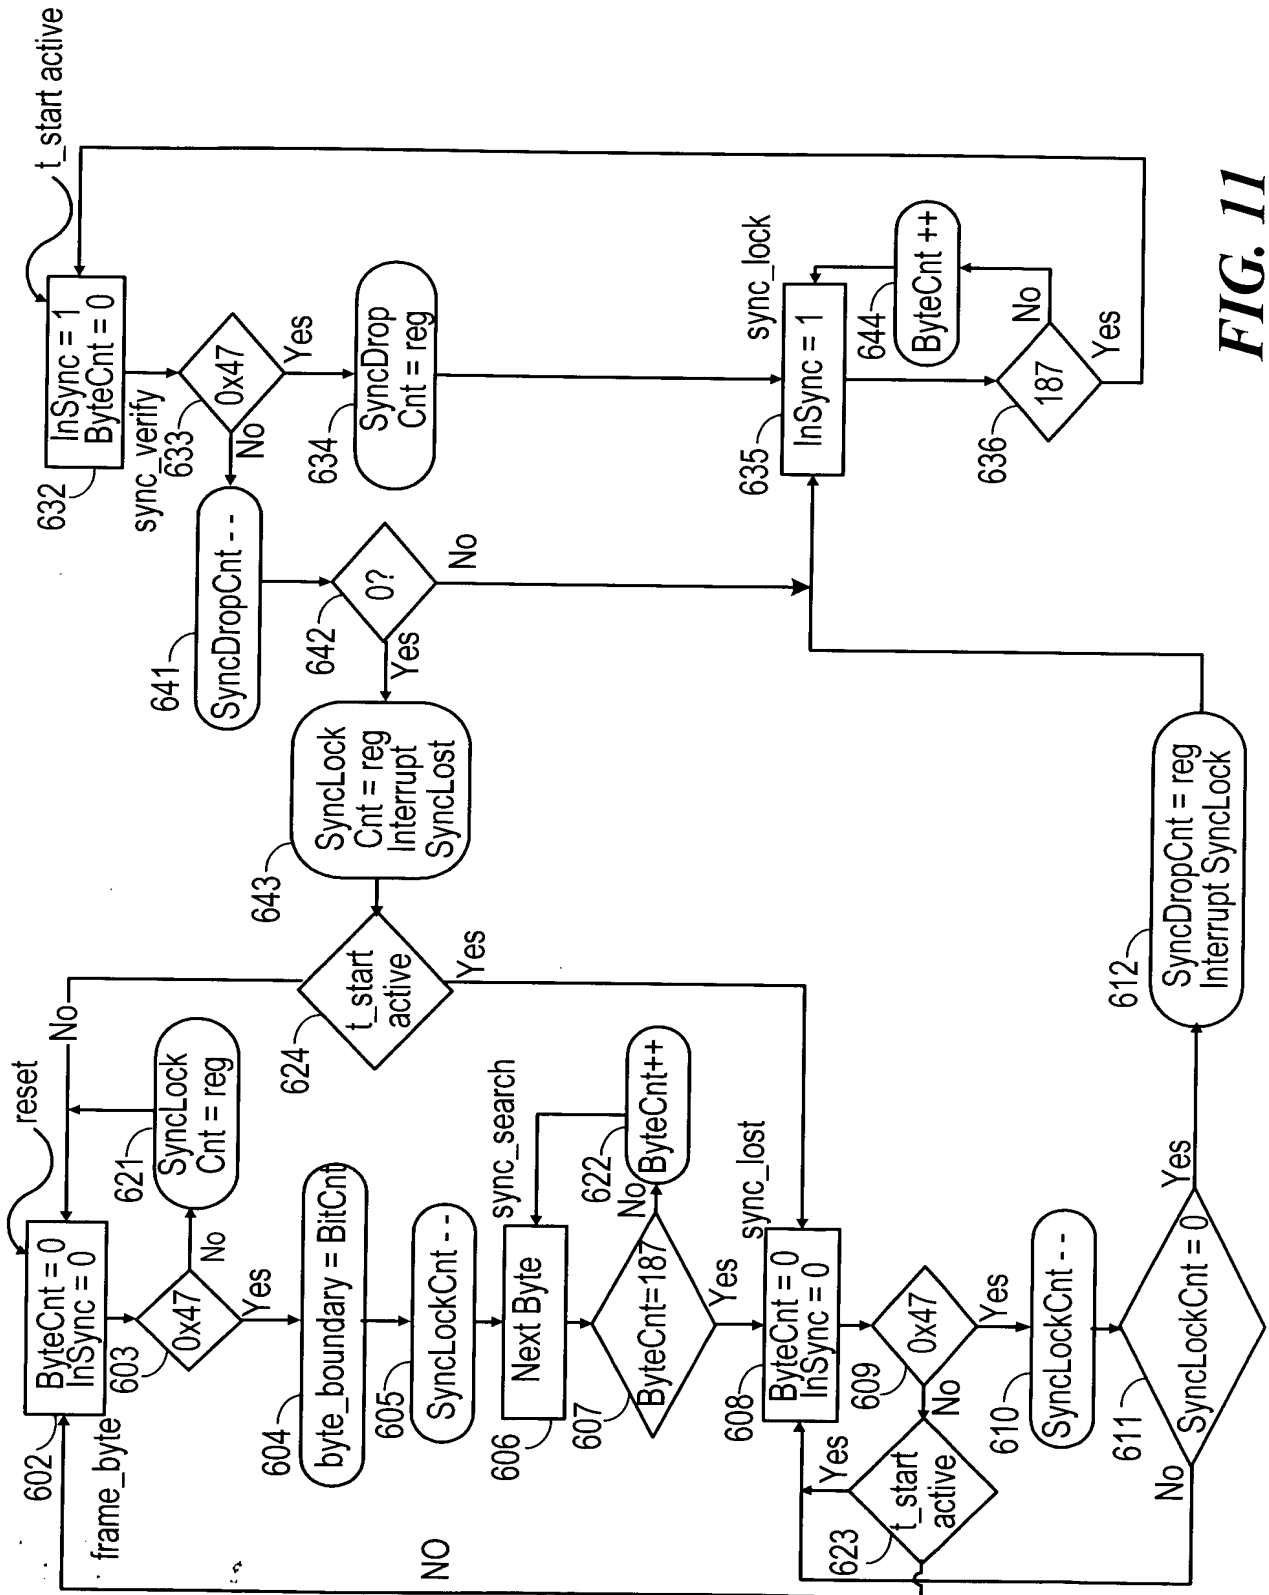 reset
ByteCnt = 0
InSync = 0
602
frame_byte
603
0x47
No
Yes
621
SyncLock
Cnt = reg
No
604
byte_boundary = BitCnt
605
SyncLockCnt - -
606
Next Byte
sync_search
607
ByteCnt=187
No
Yes
622
ByteCnt++
608
ByteCnt = 0
InSync = 0
sync_lost
609
0x47
No
Yes
623
t_start
active
Yes
NO
610
SyncLockCnt - -
611
SyncLockCnt = 0
No
Yes
612
SyncDropCnt = reg
Interrupt SyncLock
624
t_start
active
Yes
643
SyncLock
Cnt = reg
Interrupt
SyncLost
642
0?
Yes
No
641
SyncDropCnt - -
t_start active
632
InSync = 1
ByteCnt = 0
sync_verify
633
0x47
No
Yes
634
SyncDrop
Cnt = reg
635
InSync = 1
sync_lock
644
ByteCnt ++
636
187
No
Yes
FIG. 11